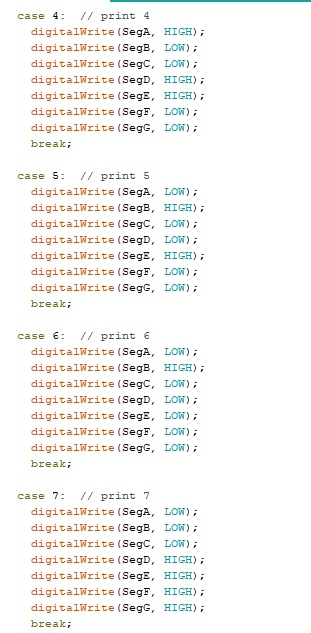 case 4:  // print 4
  digitalWrite(SegA, HIGH);
  digitalWrite(SegB, LOW);
  digitalWrite(SegC, LOW);
  digitalWrite(SegD, HIGH);
  digitalWrite(SegE, HIGH);
  digitalWrite(SegF, LOW);
  digitalWrite(SegG, LOW);
  break;

case 5:  // print 5
  digitalWrite(SegA, LOW);
  digitalWrite(SegB, HIGH);
  digitalWrite(SegC, LOW);
  digitalWrite(SegD, LOW);
  digitalWrite(SegE, HIGH);
  digitalWrite(SegF, LOW);
  digitalWrite(SegG, LOW);
  break;

case 6:  // print 6
  digitalWrite(SegA, LOW);
  digitalWrite(SegB, HIGH);
  digitalWrite(SegC, LOW);
  digitalWrite(SegD, LOW);
  digitalWrite(SegE, LOW);
  digitalWrite(SegF, LOW);
  digitalWrite(SegG, LOW);
  break;

case 7:  // print 7
  digitalWrite(SegA, LOW);
  digitalWrite(SegB, LOW);
  digitalWrite(SegC, LOW);
  digitalWrite(SegD, HIGH);
  digitalWrite(SegE, HIGH);
  digitalWrite(SegF, HIGH);
  digitalWrite(SegG, HIGH);
  break;